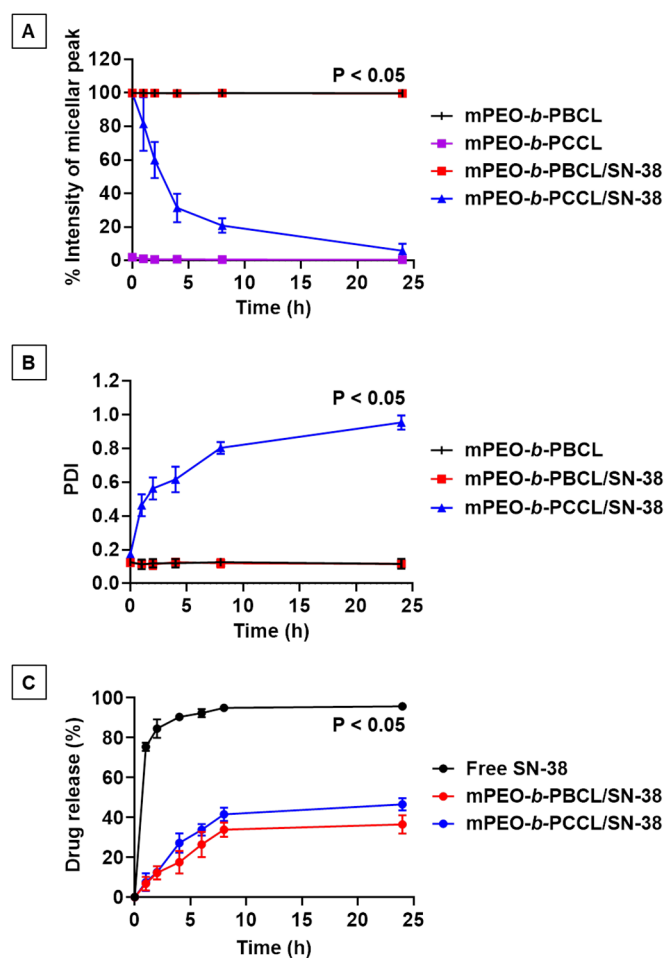 A
% Intensity of micellar peak
120
100
80
60
40
20
0
P < 0.05
0 5 10 15 20 25
Time (h)
mPEO-b-PBCL
mPEO-b-PCCL
mPEO-b-PBCL/SN-38
mPEO-b-PCCL/SN-38
B
PDI
1.2
1.0
0.8
0.6
0.4
0.2
0.0
P < 0.05
0 5 10 15 20 25
Time (h)
mPEO-b-PBCL
mPEO-b-PBCL/SN-38
mPEO-b-PCCL/SN-38
C
Drug release (%)
100
80
60
40
20
0
P < 0.05
0 5 10 15 20 25
Time (h)
Free SN-38
mPEO-b-PBCL/SN-38
mPEO-b-PCCL/SN-38